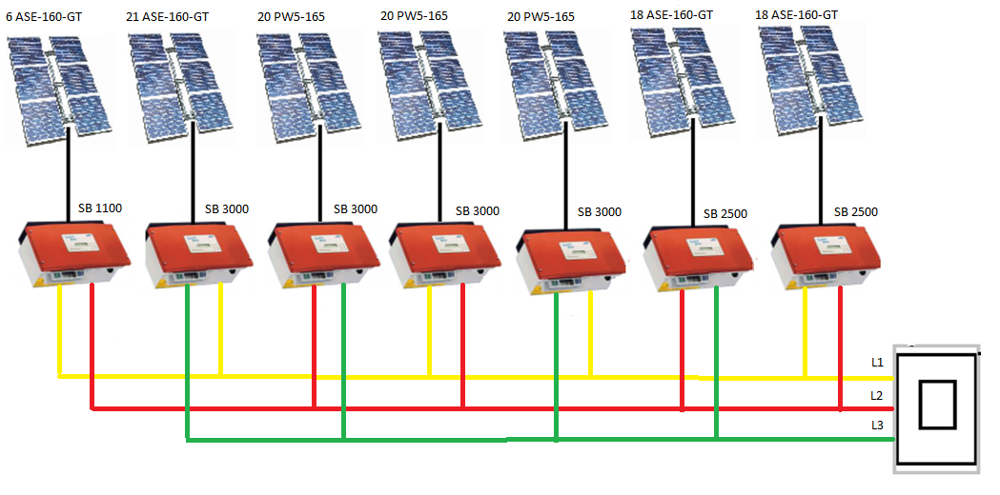 6 ASE-160-GT
21 ASE-160-GT
20 PW5-165
20 PW5-165
20 PW5-165
18 ASE-160-GT
18 ASE-160-GT
SB 1100
SB 3000
SB 3000
SB 3000
SB 3000
SB 2500
SB 2500
L1
L2
L3